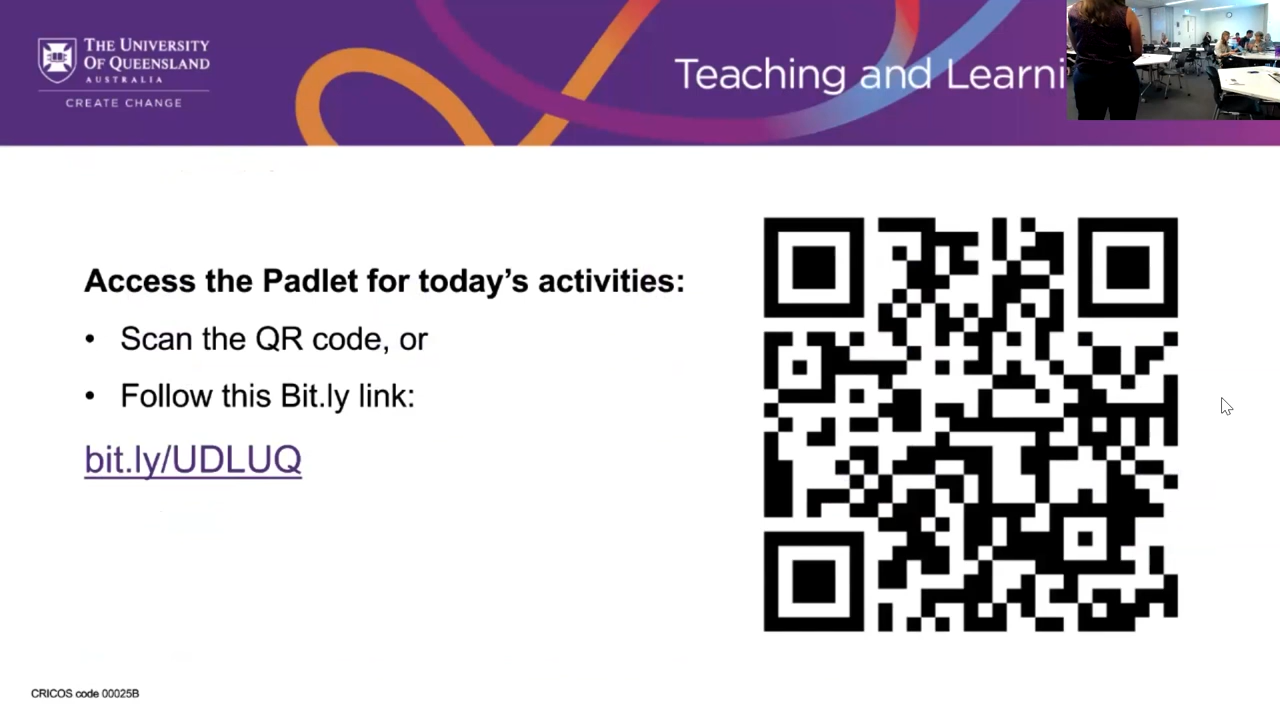 THE UNIVERSITY
OF QUEENSLAND
AUSTRALIA
CREATE CHANGE
Teaching and Learni
Access the Padlet for today's activities:
• Scan the QR code, or
• Follow this Bit.ly link:
bit.ly/UDLUQ
CRICOS code 00025B